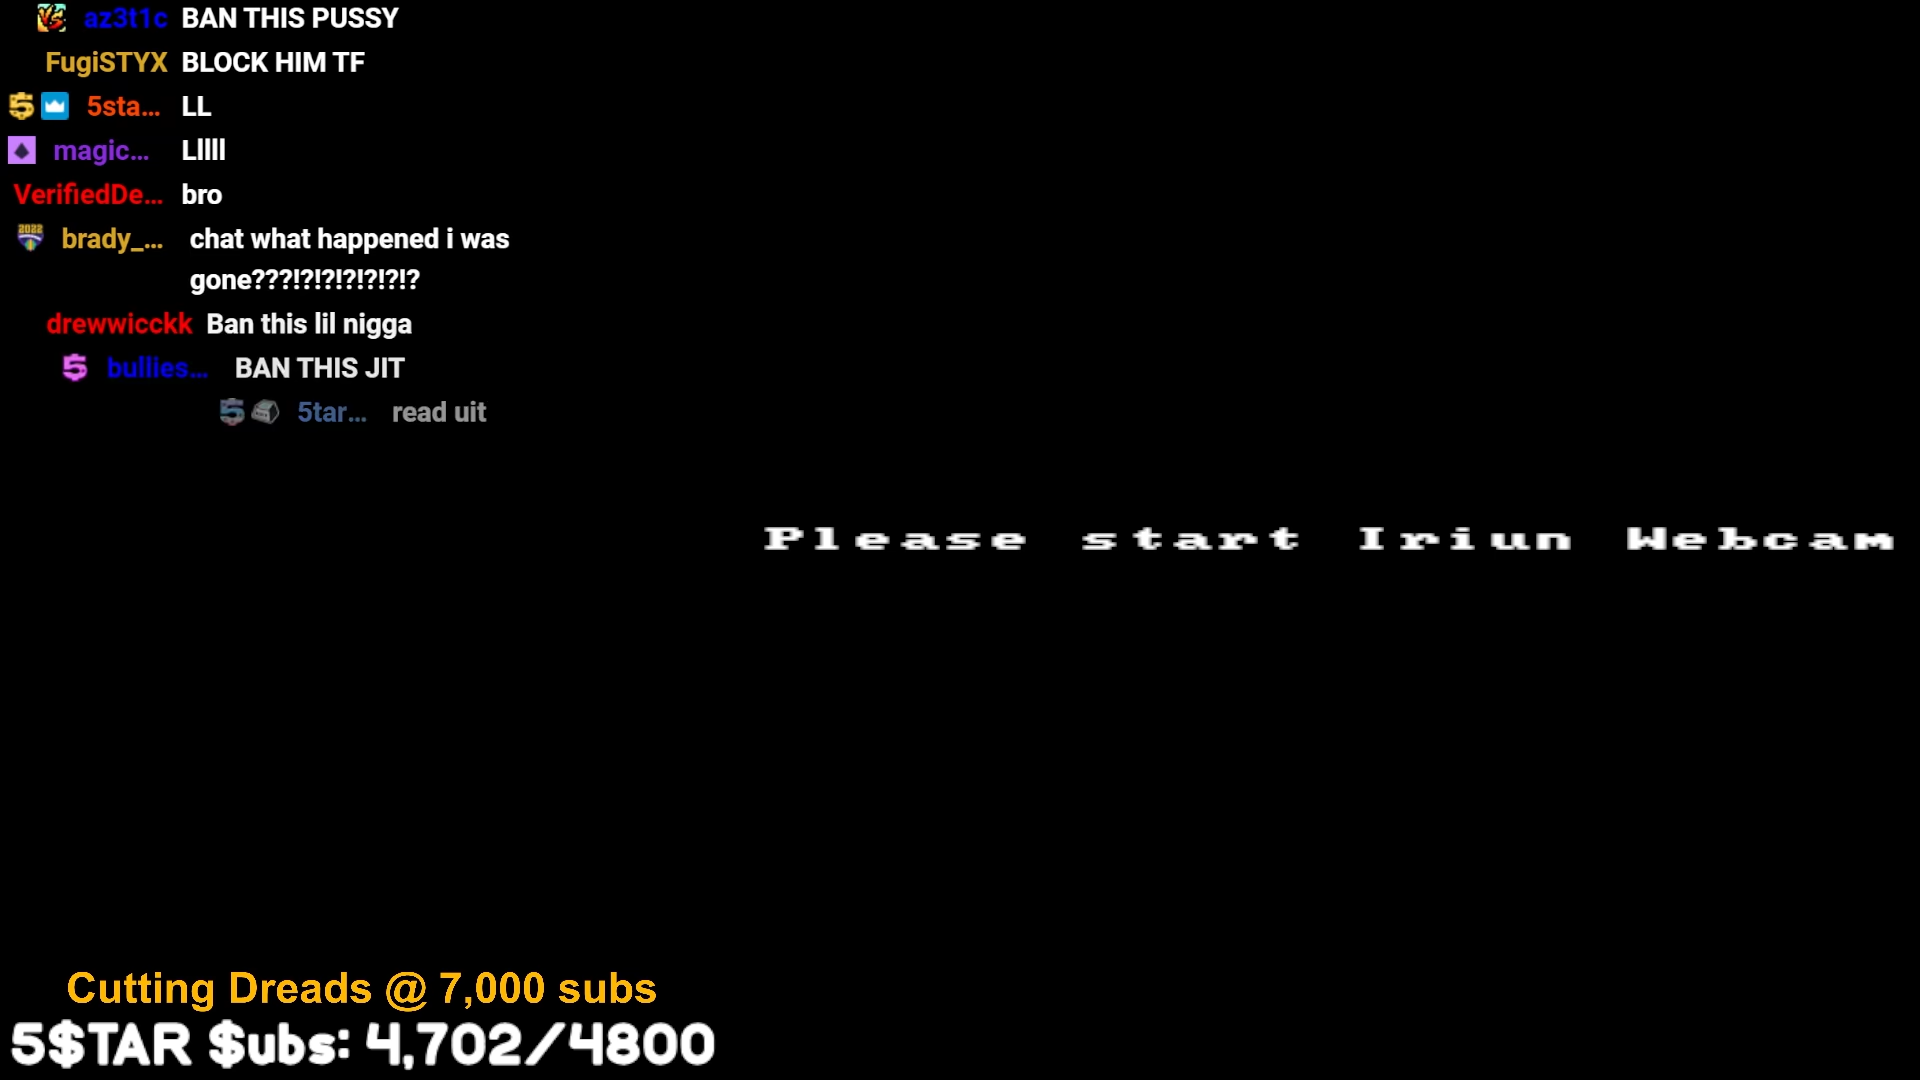 az3t1c BAN THIS PUSSY
FugiSTYX BLOCK HIM TF
5sta... LL
magic... Lllll
VerifiedDe... bro
brady_... chat what happened i was
gone???!?!?!?!?!?!?
drewwicckk Ban this lil nigga
bullies... BAN THIS JIT
5tar... read uit
Please start Iriun Webcam
Cutting Dreads @ 7,000 subs
5$TAR $ubs: 4,702/4800